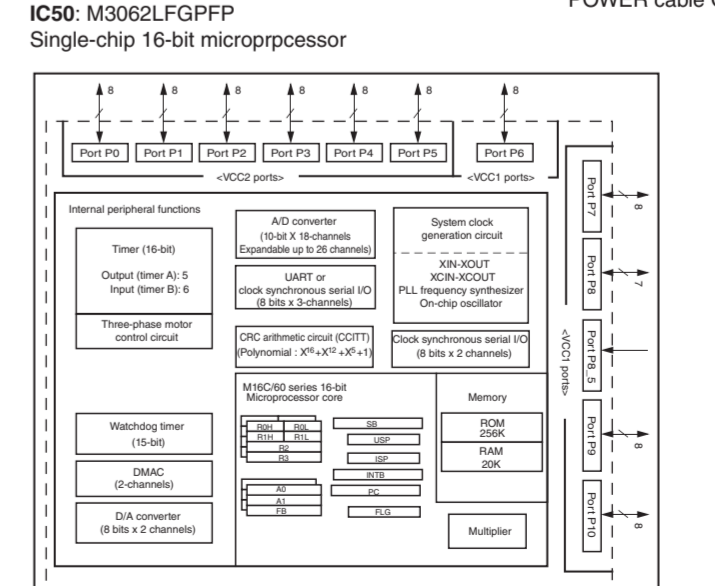 POWER cable
IC50: M3062LFGPFP
Single-chip 16-bit microprpcessor
8 8 8 8 8 8 8
Port P0 Port P1 Port P2 Port P3 Port P4 Port P5 Port P6
<VCC2 ports> <VCC1 ports>
Internal peripheral functions
Timer (16-bit)
Output (timer A): 5
Input (timer B): 6
Three-phase motor
control circuit
Watchdog timer
(15-bit)
DMAC
(2-channels)
D/A converter
(8 bits x 2 channels)
A/D converter
(10-bit X 18-channels
Expandable up to 26 channels)
UART or
clock synchronous serial I/O
(8 bits x 3-channels)
CRC arithmetic circuit (CCITT)
(Polynomial : X16+X12+X5+1)
System clock
generation circuit
XIN-XOUT
XCIN-XCOUT
PLL frequency synthesizer
On-chip oscillator
Clock synchronous serial I/O
(8 bits x 2 channels)
M16C/60 series 16-bit
Microprocessor core
R0H R0L
R1H R1L
R2
R3
A0
A1
FB
SB
USP
ISP
INTB
PC
FLG
Memory
ROM
256K
RAM
20K
Multiplier
<VCC1 ports>
Port P7
8
Port P8
7
Port P8_5
Port P9
8
Port P10
8